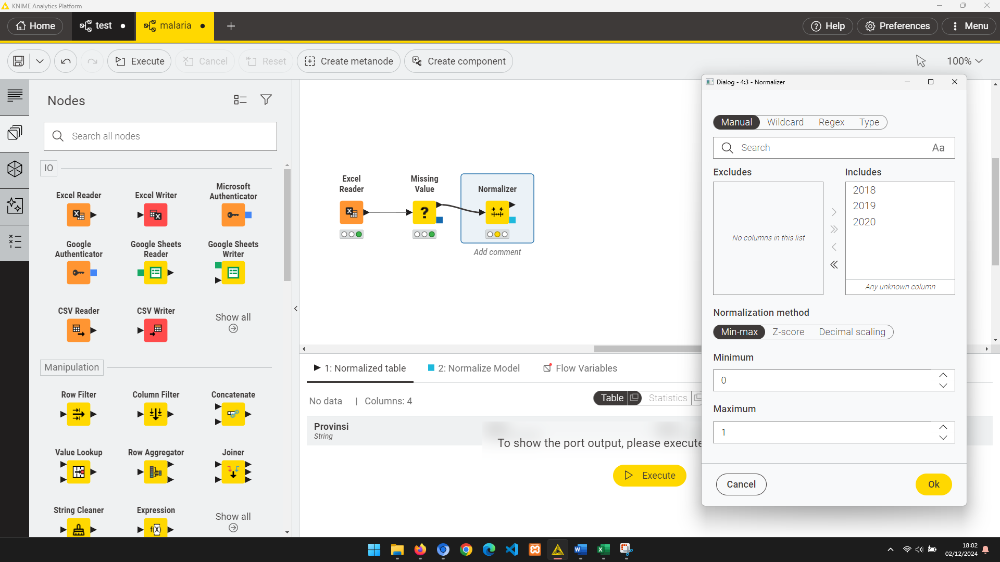 KNIME Analytics Platform
Home
test
malaria
Help
Preferences
Menu
Execute
Cancel
Reset
Create metanode
Create component
100%
Nodes
Search all nodes
IO
Excel Reader
Excel Writer
Microsoft
Authenticator
Google
Authenticator
Google Sheets
Reader
Google Sheets
Writer
CSV Reader
CSV Writer
Show all
Manipulation
Row Filter
Column Filter
Concatenate
Value Lookup
Row Aggregator
Joiner
String Cleaner
Expression
f(X)
Show all
Excel
Reader
Missing
Value
?
Normalizer
Add comment
1: Normalized table
2: Normalize Model
Flow Variables
No data | Columns: 4
Table
Statistics
Provinsi
String
To show the port output, please execute
Execute
Dialog - 4:3 - Normalizer
Manual
Wildcard
Regex
Type
Search
Aa
Excludes
Includes
No columns in this list
2018
2019
2020
Any unknown column
Normalization method
Min-max
Z-score
Decimal scaling
Minimum
0
Maximum
1
Cancel
Ok
18:02
02/12/2024